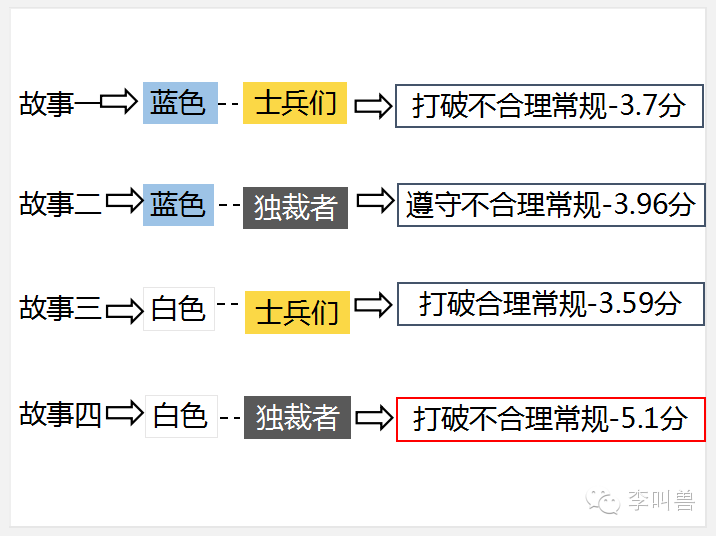 故事一 蓝色 -- 士兵们 打破不合理常规-3.7分
故事二 蓝色 -- 独裁者 遵守不合理常规-3.96分
故事三 白色 -- 士兵们 打破合理常规-3.59分
故事四 白色 -- 独裁者 打破不合理常规-5.1分
李叫兽